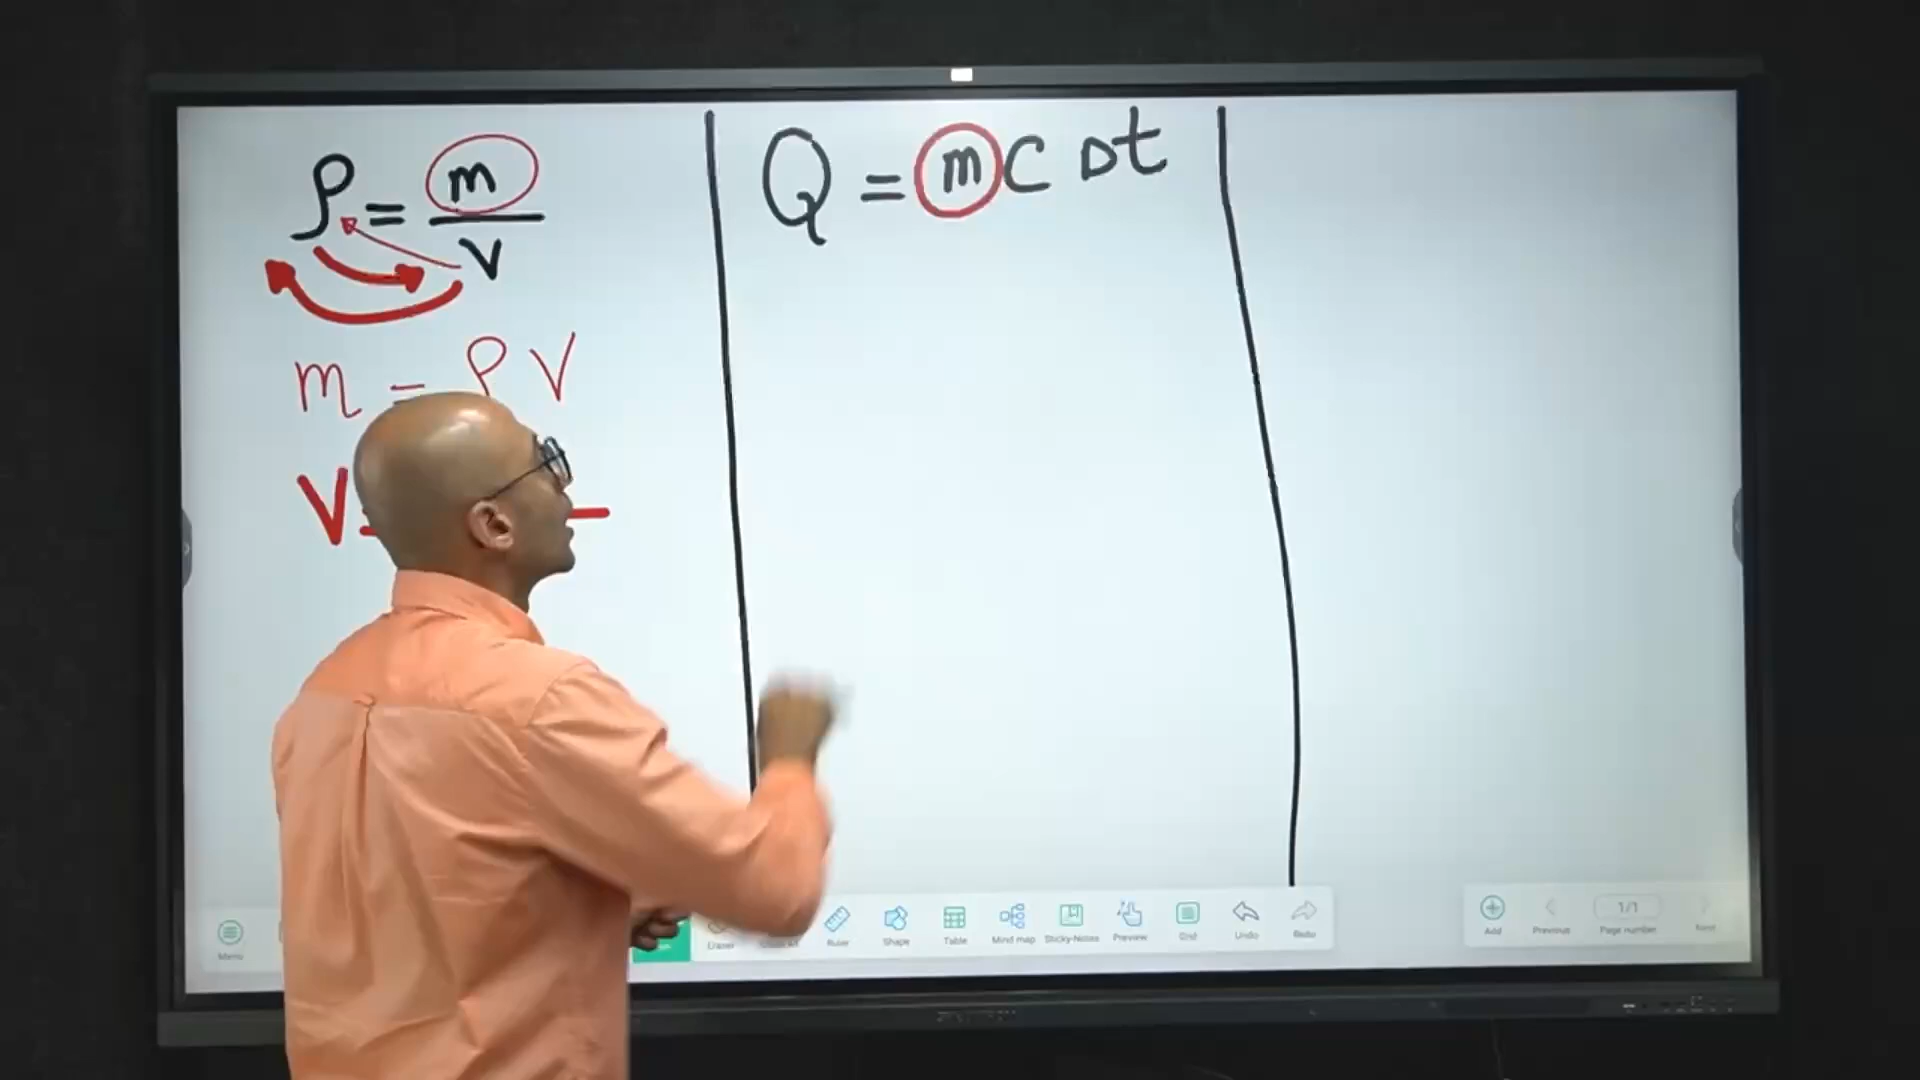 ρ = m / V
m = ρ V
V =
Q = m C Δt
Menu
Eraser
Ruler
Shape
Table
Mind map
Sticky-Notes
Preview
Undo
Redo
Add
Previous
1/1
Page number
Next